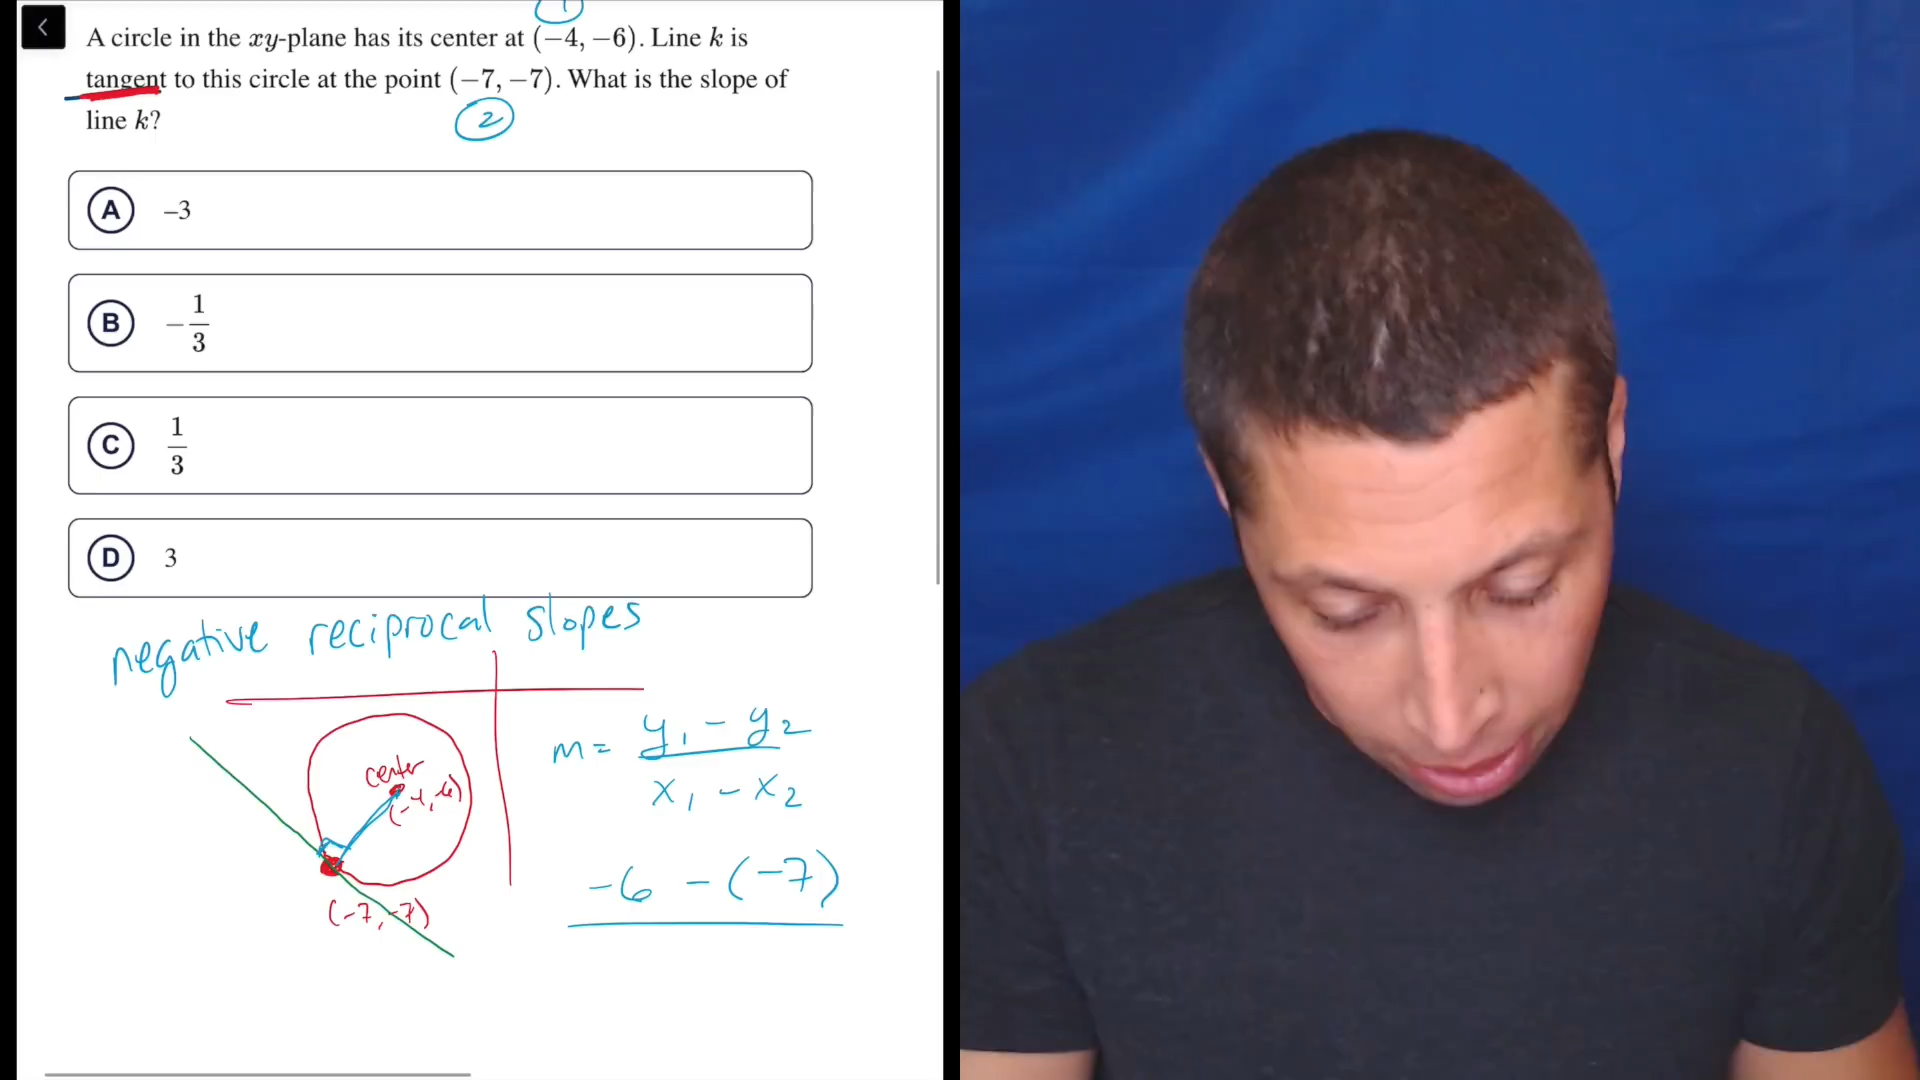 1
A circle in the xy-plane has its center at (−4, −6). Line k is
tangent to this circle at the point (−7, −7). What is the slope of
line k?
2
A –3
B −1/3
C 1/3
D 3
negative reciprocal slopes
center
(-4,-6)
(-7,-7)
m = y₁ - y₂ / x₁ - x₂
-6 - (-7)